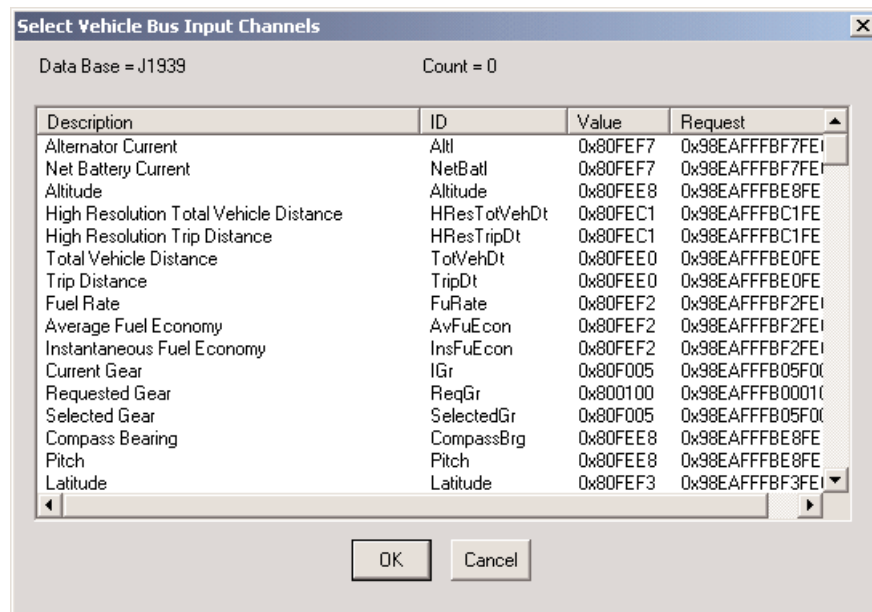 Select Vehicle Bus Input Channels
Data Base = J1939 Count = 0
Description ID Value Request
Alternator Current AltI 0x80FEF7 0x98EAFFFBF7FE
Net Battery Current NetBatI 0x80FEF7 0x98EAFFFBF7FE
Altitude Altitude 0x80FEE8 0x98EAFFFBE8FE
High Resolution Total Vehicle Distance HResTotVehDt 0x80FEC1 0x98EAFFFBC1FE
High Resolution Trip Distance HResTripDt 0x80FEC1 0x98EAFFFBC1FE
Total Vehicle Distance TotVehDt 0x80FEE0 0x98EAFFFBE0FE
Trip Distance TripDt 0x80FEE0 0x98EAFFFBE0FE
Fuel Rate FuRate 0x80FEF2 0x98EAFFFBF2FE
Average Fuel Economy AvFuEcon 0x80FEF2 0x98EAFFFBF2FE
Instantaneous Fuel Economy InsFuEcon 0x80FEF2 0x98EAFFFBF2FE
Current Gear IGr 0x80F005 0x98EAFFFB05F0
Requested Gear ReqGr 0x800100 0x98EAFFFB00010
Selected Gear SelectedGr 0x80F005 0x98EAFFFB05F0
Compass Bearing CompassBrg 0x80FEE8 0x98EAFFFBE8FE
Pitch Pitch 0x80FEE8 0x98EAFFFBE8FE
Latitude Latitude 0x80FEF3 0x98EAFFFBF3FE
OK Cancel